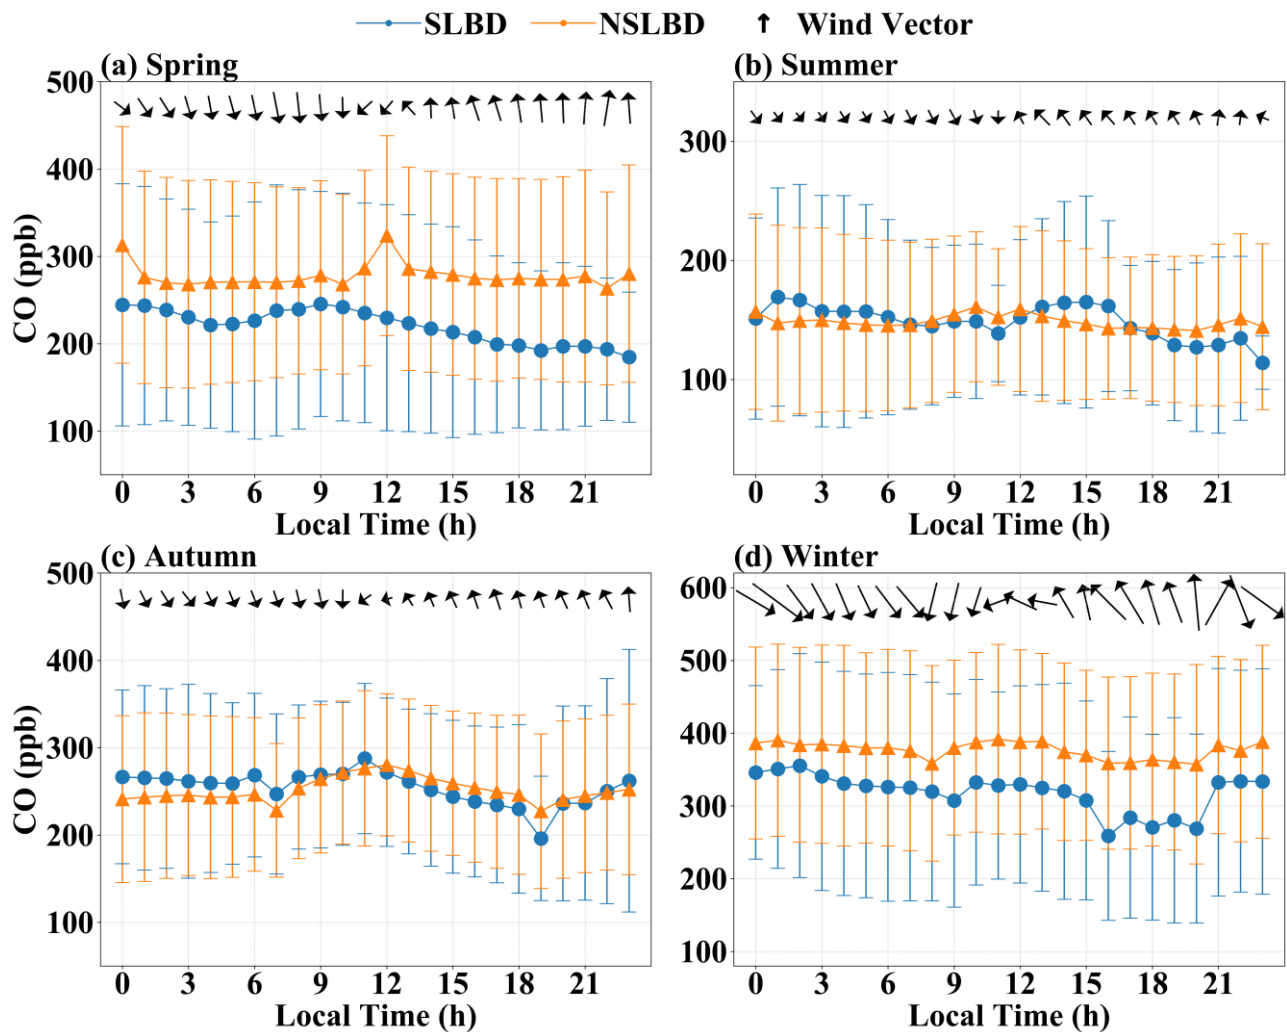 SLBD NSLBD Wind Vector
(a) Spring
500
400
300
200
100
CO (ppb)
0 3 6 9 12 15 18 21
Local Time (h)
(b) Summer
300
200
100
0 3 6 9 12 15 18 21
Local Time (h)
(c) Autumn
500
400
300
200
100
CO (ppb)
0 3 6 9 12 15 18 21
Local Time (h)
(d) Winter
600
500
400
300
200
100
0 3 6 9 12 15 18 21
Local Time (h)